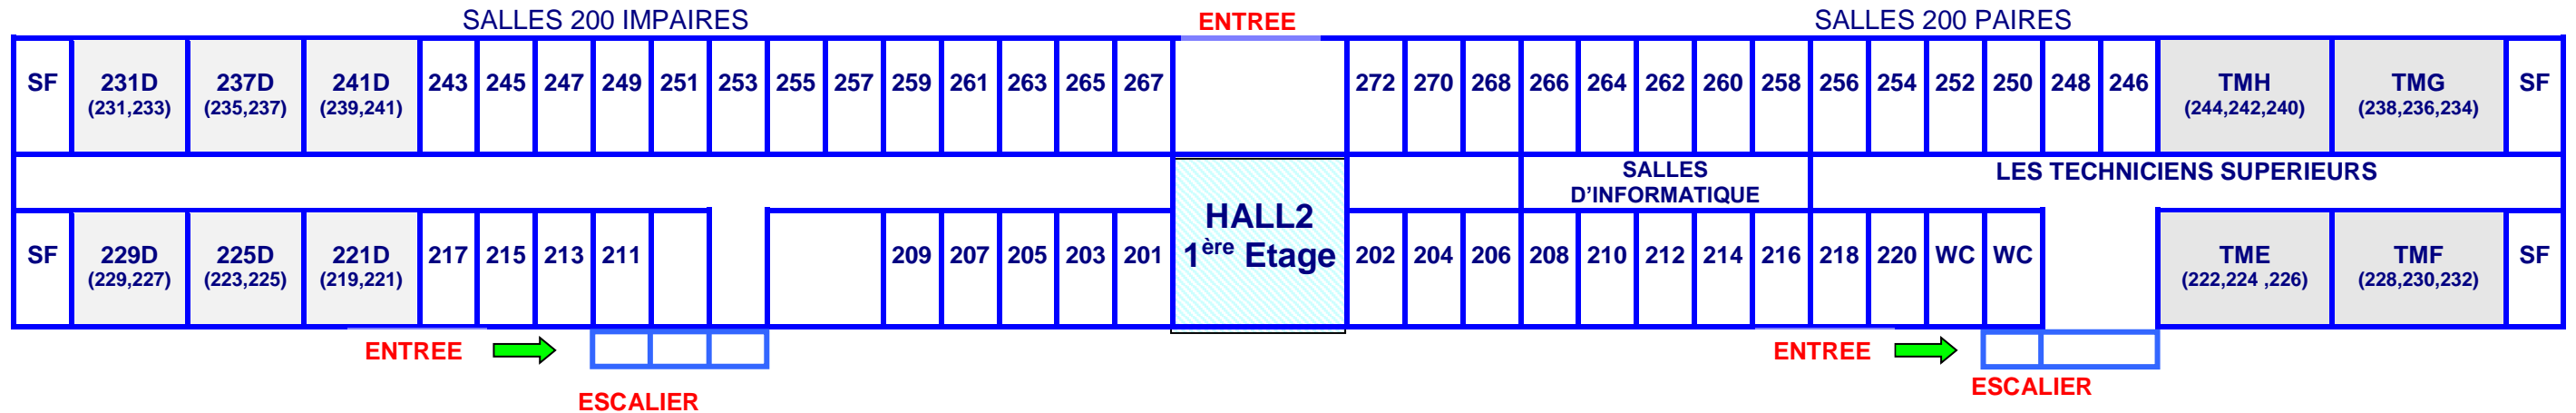 SALLES 200 IMPAIRES ENTREE SALLES 200 PAIRES
SF 231D 237D 241D 243 245 247 249 251 253 255 257 259 261 263 265 267 272 270 268 266 264 262 260 258 256 254 252 250 248 246 TMH TMG SF
(231,233) (235,237) (239,241) (244,242,240) (238,236,234)
SALLES
D'INFORMATIQUE
LES TECHNICIENS SUPERIEURS
HALL2
1ère Etage
SF 229D 225D 221D 217 215 213 211 209 207 205 203 201 202 204 206 208 210 212 214 216 218 220 WC WC TME TMF SF
(229,227) (223,225) (219,221) (222,224 ,226) (228,230,232)
ENTREE ENTREE
ESCALIER ESCALIER